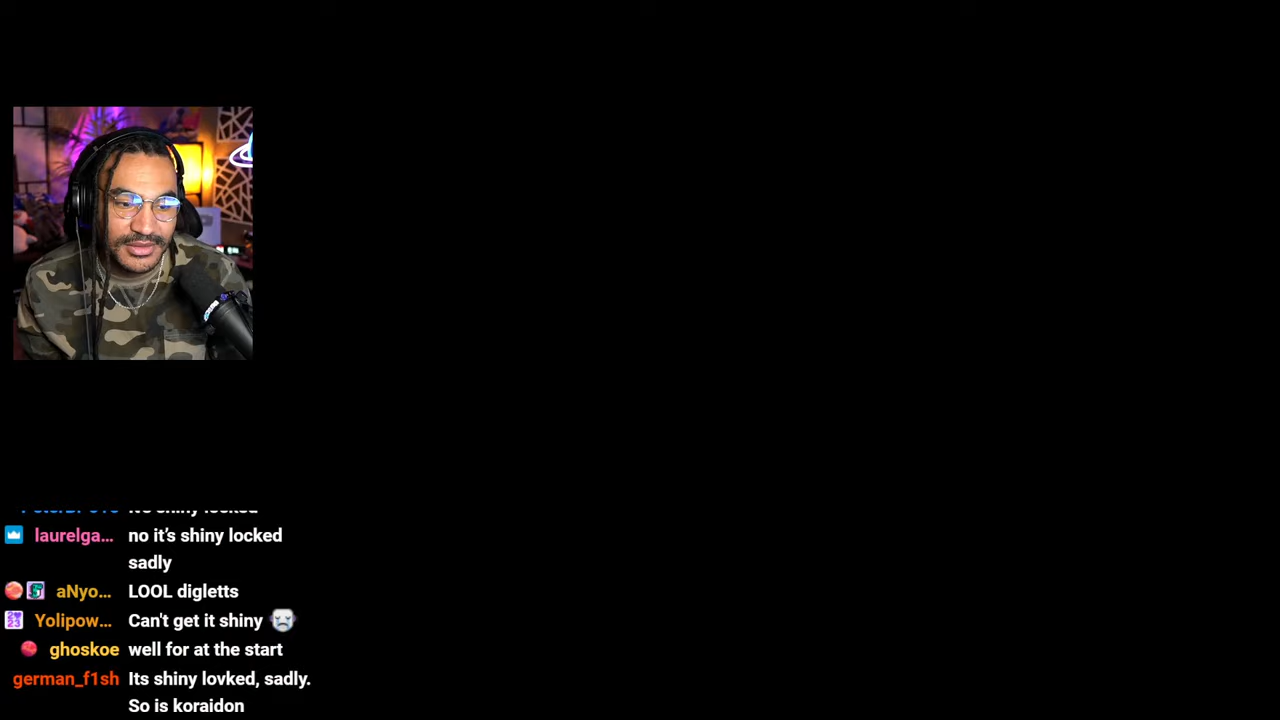 laurelga… no it's shiny locked
sadly
aNyo… LOOL digletts
Yolipow… Can't get it shiny
ghoskoe well for at the start
german_f1sh Its shiny lovked, sadly.
So is koraidon